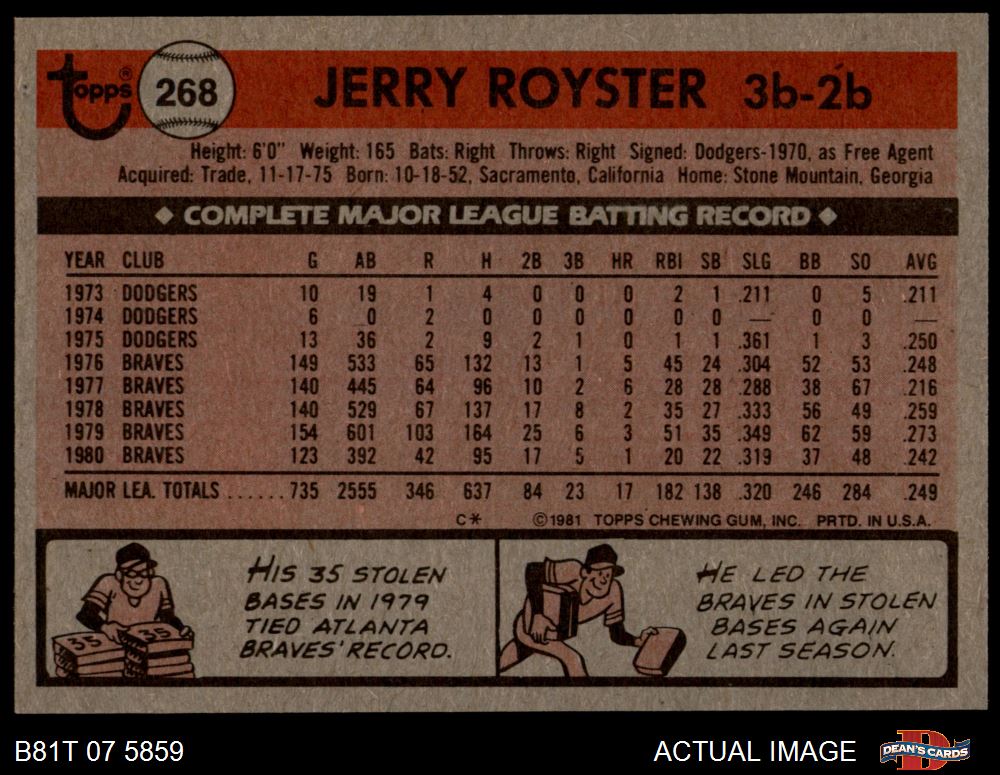 topps® 268 JERRY ROYSTER 3b-2b
Height: 6'0" Weight: 165 Bats: Right Throws: Right Signed: Dodgers-1970, as Free Agent
Acquired: Trade, 11-17-75 Born: 10-18-52, Sacramento, California Home: Stone Mountain, Georgia
◆ COMPLETE MAJOR LEAGUE BATTING RECORD ◆
YEAR CLUB G AB R H 2B 3B HR RBI SB SLG BB SO AVG
1973 DODGERS 10 19 1 4 0 0 0 2 1 .211 0 5 .211
1974 DODGERS 6 0 2 0 0 0 0 0 0 — 0 0 —
1975 DODGERS 13 36 2 9 2 1 0 1 1 .361 1 3 .250
1976 BRAVES 149 533 65 132 13 1 5 45 24 .304 52 53 .248
1977 BRAVES 140 445 64 96 10 2 6 28 28 .288 38 67 .216
1978 BRAVES 140 529 67 137 17 8 2 35 27 .333 56 49 .259
1979 BRAVES 154 601 103 164 25 6 3 51 35 .349 62 59 .273
1980 BRAVES 123 392 42 95 17 5 1 20 22 .319 37 48 .242
MAJOR LEA. TOTALS ...... 735 2555 346 637 84 23 17 182 138 .320 246 284 .249
C* ©1981 TOPPS CHEWING GUM, INC. PRTD. IN U.S.A.
35 35
HIS 35 STOLEN
BASES IN 1979
TIED ATLANTA
BRAVES' RECORD.
HE LED THE
BRAVES IN STOLEN
BASES AGAIN
LAST SEASON.
B81T 07 5859 ACTUAL IMAGE DEAN'S CARDS